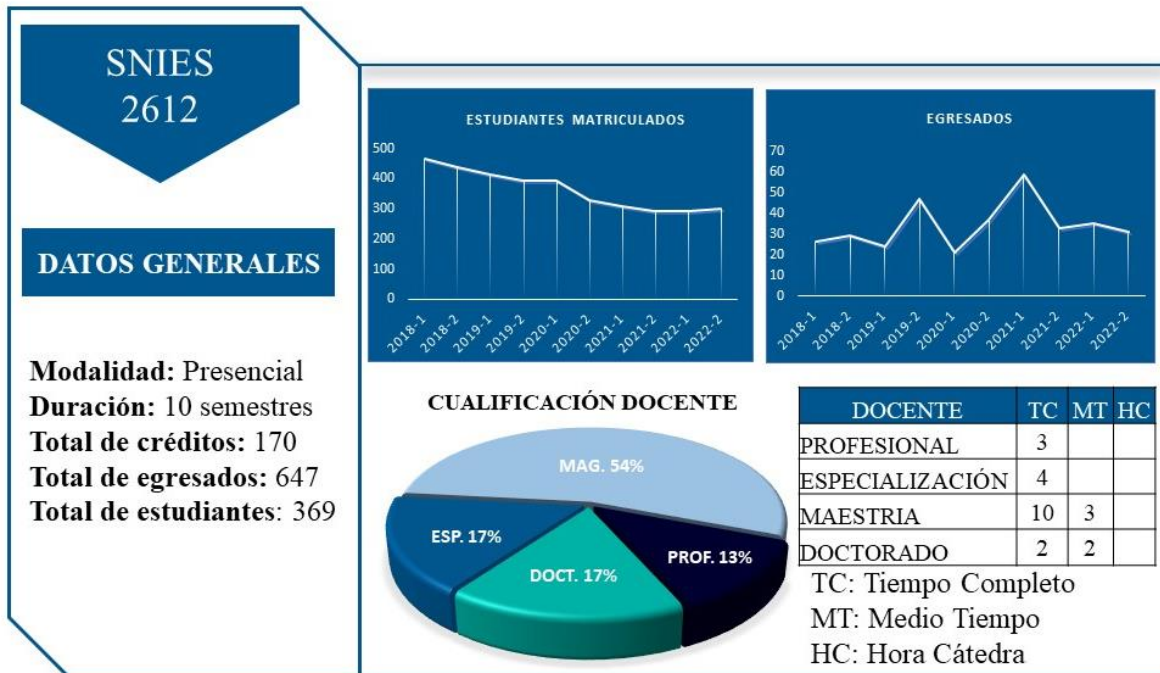 SNIES
2612
DATOS GENERALES
Modalidad: Presencial
Duración: 10 semestres
Total de créditos: 170
Total de egresados: 647
Total de estudiantes: 369
ESTUDIANTES MATRICULADOS
500
400
300
200
100
0
2018-1
2018-2
2019-1
2019-2
2020-1
2020-2
2021-1
2021-2
2022-1
2022-2
EGRESADOS
70
60
50
40
30
20
10
0
2018-1
2018-2
2019-1
2019-2
2020-1
2020-2
2021-1
2021-2
2022-1
2022-2
CUALIFICACIÓN DOCENTE
MAG. 54%
ESP. 17%
DOCT. 17%
PROF. 13%
DOCENTE TC MT HC
PROFESIONAL 3
ESPECIALIZACIÓN 4
MAESTRIA 10 3
DOCTORADO 2 2
TC: Tiempo Completo
MT: Medio Tiempo
HC: Hora Cátedra